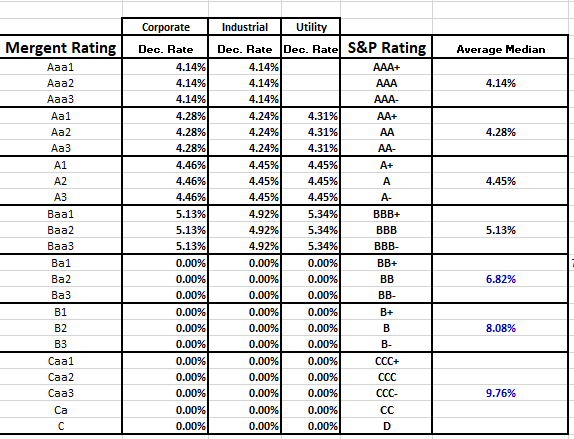 Corporate Industrial Utility
Mergent Rating Dec. Rate Dec. Rate Dec. Rate S&P Rating Average Median
Aaa1 4.14% 4.14% AAA+
Aaa2 4.14% 4.14% AAA 4.14%
Aaa3 4.14% 4.14% AAA-
Aa1 4.28% 4.24% 4.31% AA+
Aa2 4.28% 4.24% 4.31% AA 4.28%
Aa3 4.28% 4.24% 4.31% AA-
A1 4.46% 4.45% 4.45% A+
A2 4.46% 4.45% 4.45% A 4.45%
A3 4.46% 4.45% 4.45% A-
Baa1 5.13% 4.92% 5.34% BBB+
Baa2 5.13% 4.92% 5.34% BBB 5.13%
Baa3 5.13% 4.92% 5.34% BBB-
Ba1 0.00% 0.00% 0.00% BB+
Ba2 0.00% 0.00% 0.00% BB 6.82%
Ba3 0.00% 0.00% 0.00% BB-
B1 0.00% 0.00% 0.00% B+
B2 0.00% 0.00% 0.00% B 8.08%
B3 0.00% 0.00% 0.00% B-
Caa1 0.00% 0.00% 0.00% CCC+
Caa2 0.00% 0.00% 0.00% CCC
Caa3 0.00% 0.00% 0.00% CCC- 9.76%
Ca 0.00% 0.00% 0.00% CC
C 0.00% 0.00% 0.00% D